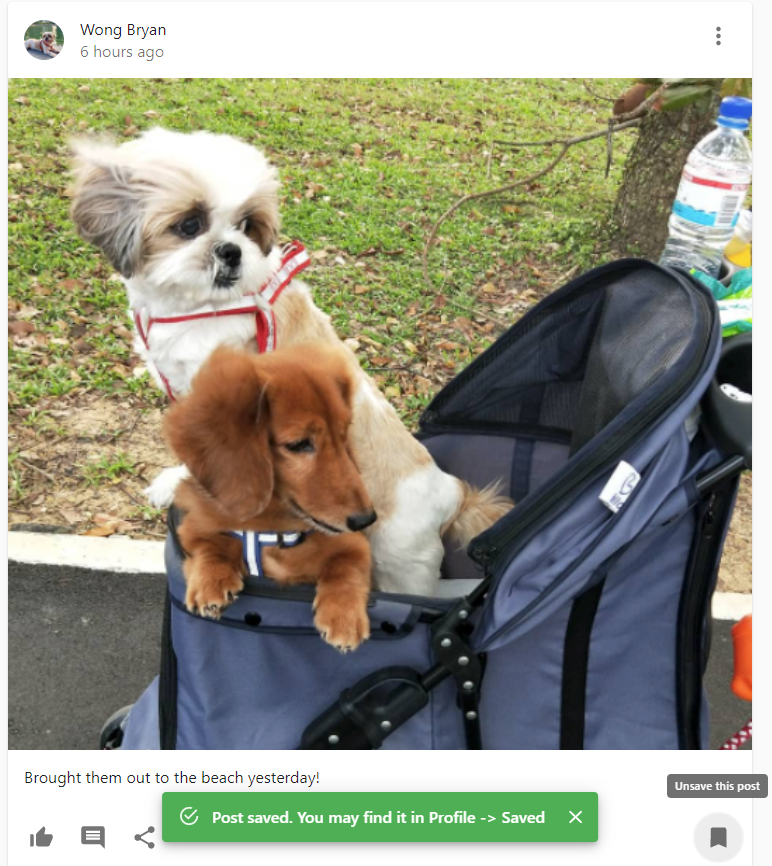 Wong Bryan
6 hours ago
Brought them out to the beach yesterday!
Unsave this post
Post saved. You may find it in Profile -> Saved